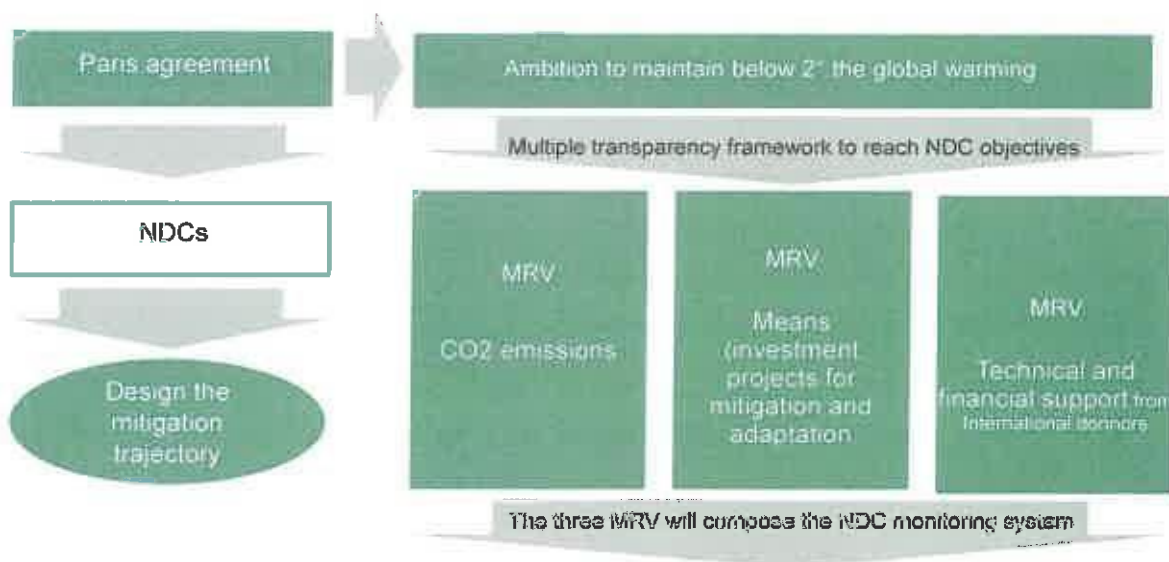 Paris agreement
Ambition to maintain below 2° the global warming
Multiple transparency framework to reach NDC objectives
NDCs
Design the
mitigation
trajectory
MRV
CO2 emissions
MRV
Means
(investment
projects for
mitigation and
adaptation
MRV
Technical and
financial support from
International donnors
The three MRV will compose the NDC monitoring system